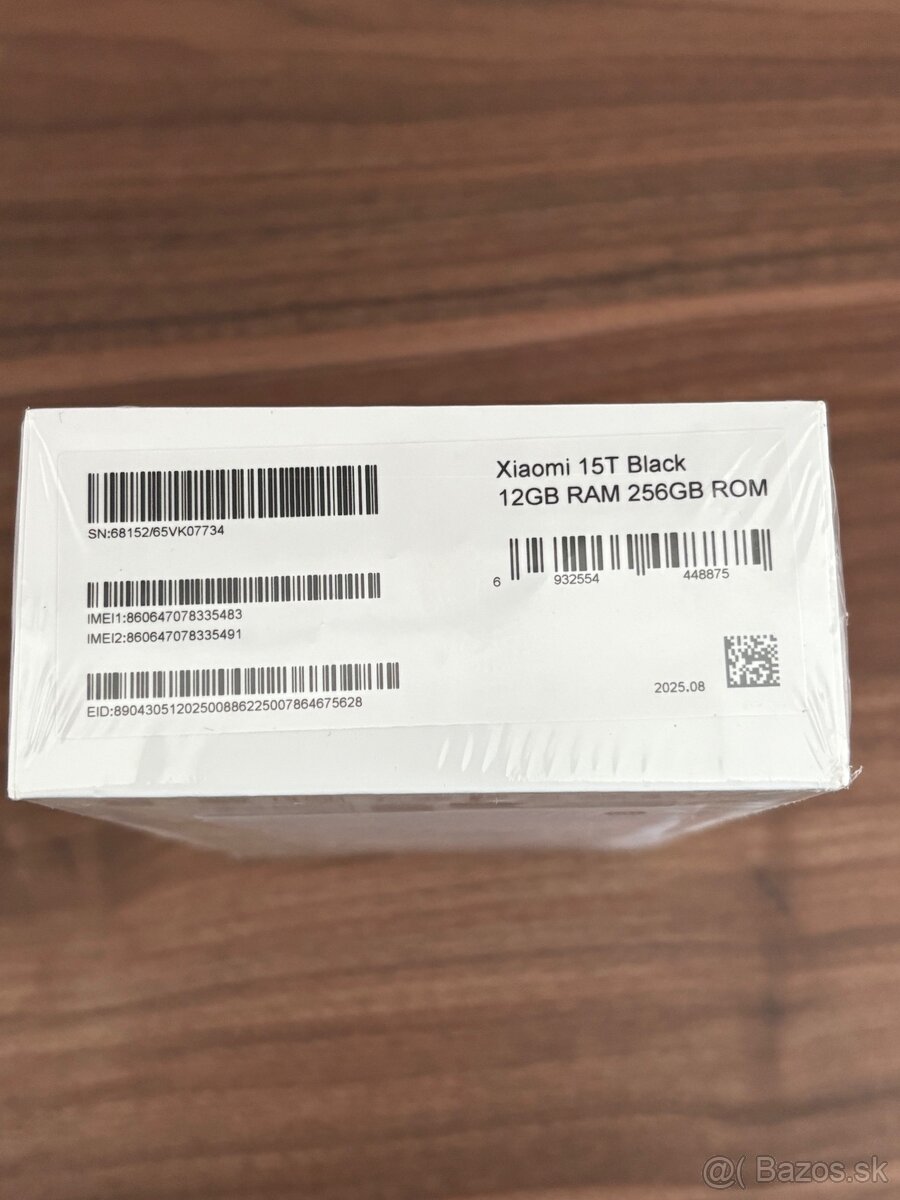 SN:68152/65VK07734
IMEI1:860647078335483
IMEI2:860647078335491
EID:89043051202500886225007864675628
Xiaomi 15T Black
12GB RAM 256GB ROM
6 932554 448875
2025.08
@( Bazos.sk